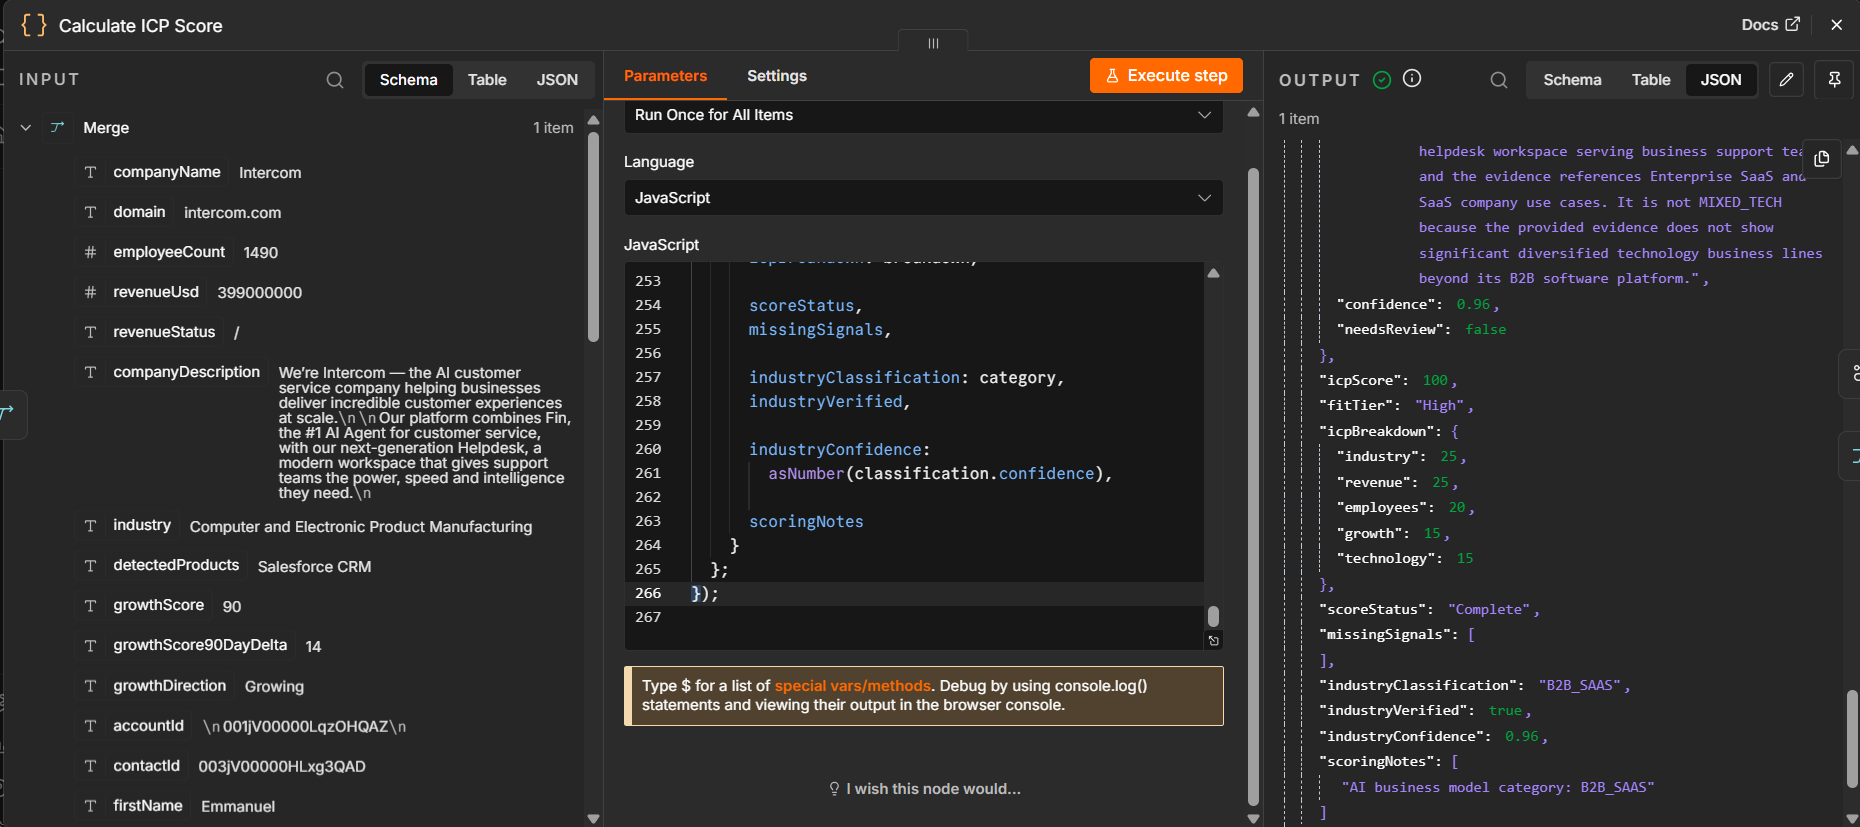 { } Calculate ICP Score
Docs
INPUT
Schema
Table
JSON
Merge
1 item
companyName Intercom
domain intercom.com
employeeCount 1490
revenueUsd 399000000
revenueStatus /
companyDescription We're Intercom — the AI customer
service company helping businesses
deliver incredible customer experiences
at scale.\n\nOur platform combines Fin,
the #1 AI Agent for customer service,
with our next-generation Helpdesk, a
modern workspace that gives support
teams the power, speed and intelligence
they need.\n
industry Computer and Electronic Product Manufacturing
detectedProducts Salesforce CRM
growthScore 90
growthScore90DayDelta 14
growthDirection Growing
accountId \n001jV00000LqzOHQAZ\n
contactId 003jV00000HLxg3QAD
firstName Emmanuel
Parameters
Settings
Execute step
Run Once for All Items
Language
JavaScript
JavaScript
253
254 scoreStatus,
255 missingSignals,
256
257 industryClassification: category,
258 industryVerified,
259
260 industryConfidence:
261 asNumber(classification.confidence),
262
263 scoringNotes
264 }
265 };
266 });
267
Type $ for a list of special vars/methods. Debug by using console.log()
statements and viewing their output in the browser console.
I wish this node would...
OUTPUT
Schema
Table
JSON
1 item
helpdesk workspace serving business support
and the evidence references Enterprise SaaS and
SaaS company use cases. It is not MIXED_TECH
because the provided evidence does not show
significant diversified technology business lines
beyond its B2B software platform.",
"confidence": 0.96,
"needsReview": false
},
"icpScore": 100,
"fitTier": "High",
"icpBreakdown": {
"industry": 25,
"revenue": 25,
"employees": 20,
"growth": 15,
"technology": 15
},
"scoreStatus": "Complete",
"missingSignals": [
],
"industryClassification": "B2B_SAAS",
"industryVerified": true,
"industryConfidence": 0.96,
"scoringNotes": [
"AI business model category: B2B_SAAS"
]